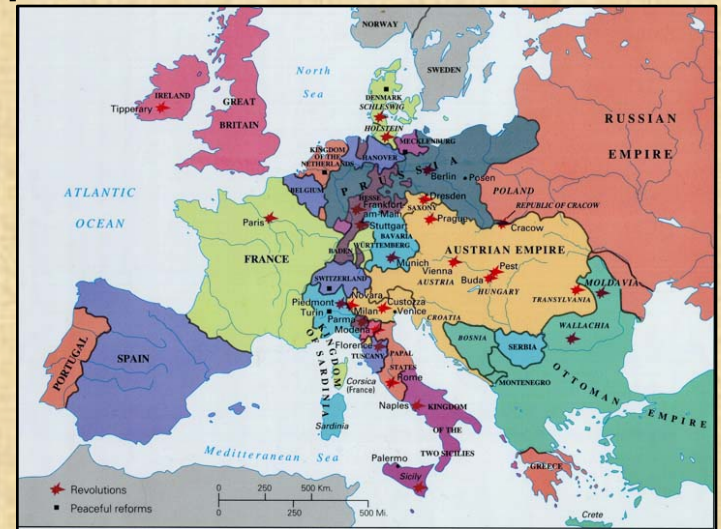 NORWAY
SWEDEN
North
Sea
RUSSIAN
EMPIRE
IRELAND
Tipperary
GREAT
BRITAIN
DENMARK
SCHLESWIG
HOLSTEIN
MECKLENBURG
KINGDOM
OF THE
NETHERLANDS
HANOVER
PRUSSIA
Berlin
Posen
POLAND
REPUBLIC OF CRACOW
Cracow
ATLANTIC
OCEAN
BELGIUM
HESSE
Frankfort-
am-Main
Dresden
SAXONY
Prague
Stuttgart
BAVARIA
WÜRTTEMBERG
BADEN
Munich
Paris
FRANCE
AUSTRIAN EMPIRE
Vienna
AUSTRIA
Pest
Buda
HUNGARY
TRANSYLVANIA
MOLDAVIA
SWITZERLAND
Piedmont
Turin
Novara
Milan
Custozza
Venice
CROATIA
Parma
Modena
Florence
TUSCANY
PAPAL
STATES
Rome
BOSNIA
SERBIA
WALLACHIA
MONTENEGRO
OTTOMAN EMPIRE
KINGDOM
OF SARDINIA
Corsica
(France)
Sardinia
PORTUGAL
SPAIN
Naples
KINGDOM
OF THE
TWO SICILIES
Palermo
Sicily
GREECE
Crete
Mediterranean Sea
Revolutions
Peaceful reforms
0 250 500 Km.
0 250 500 Mi.